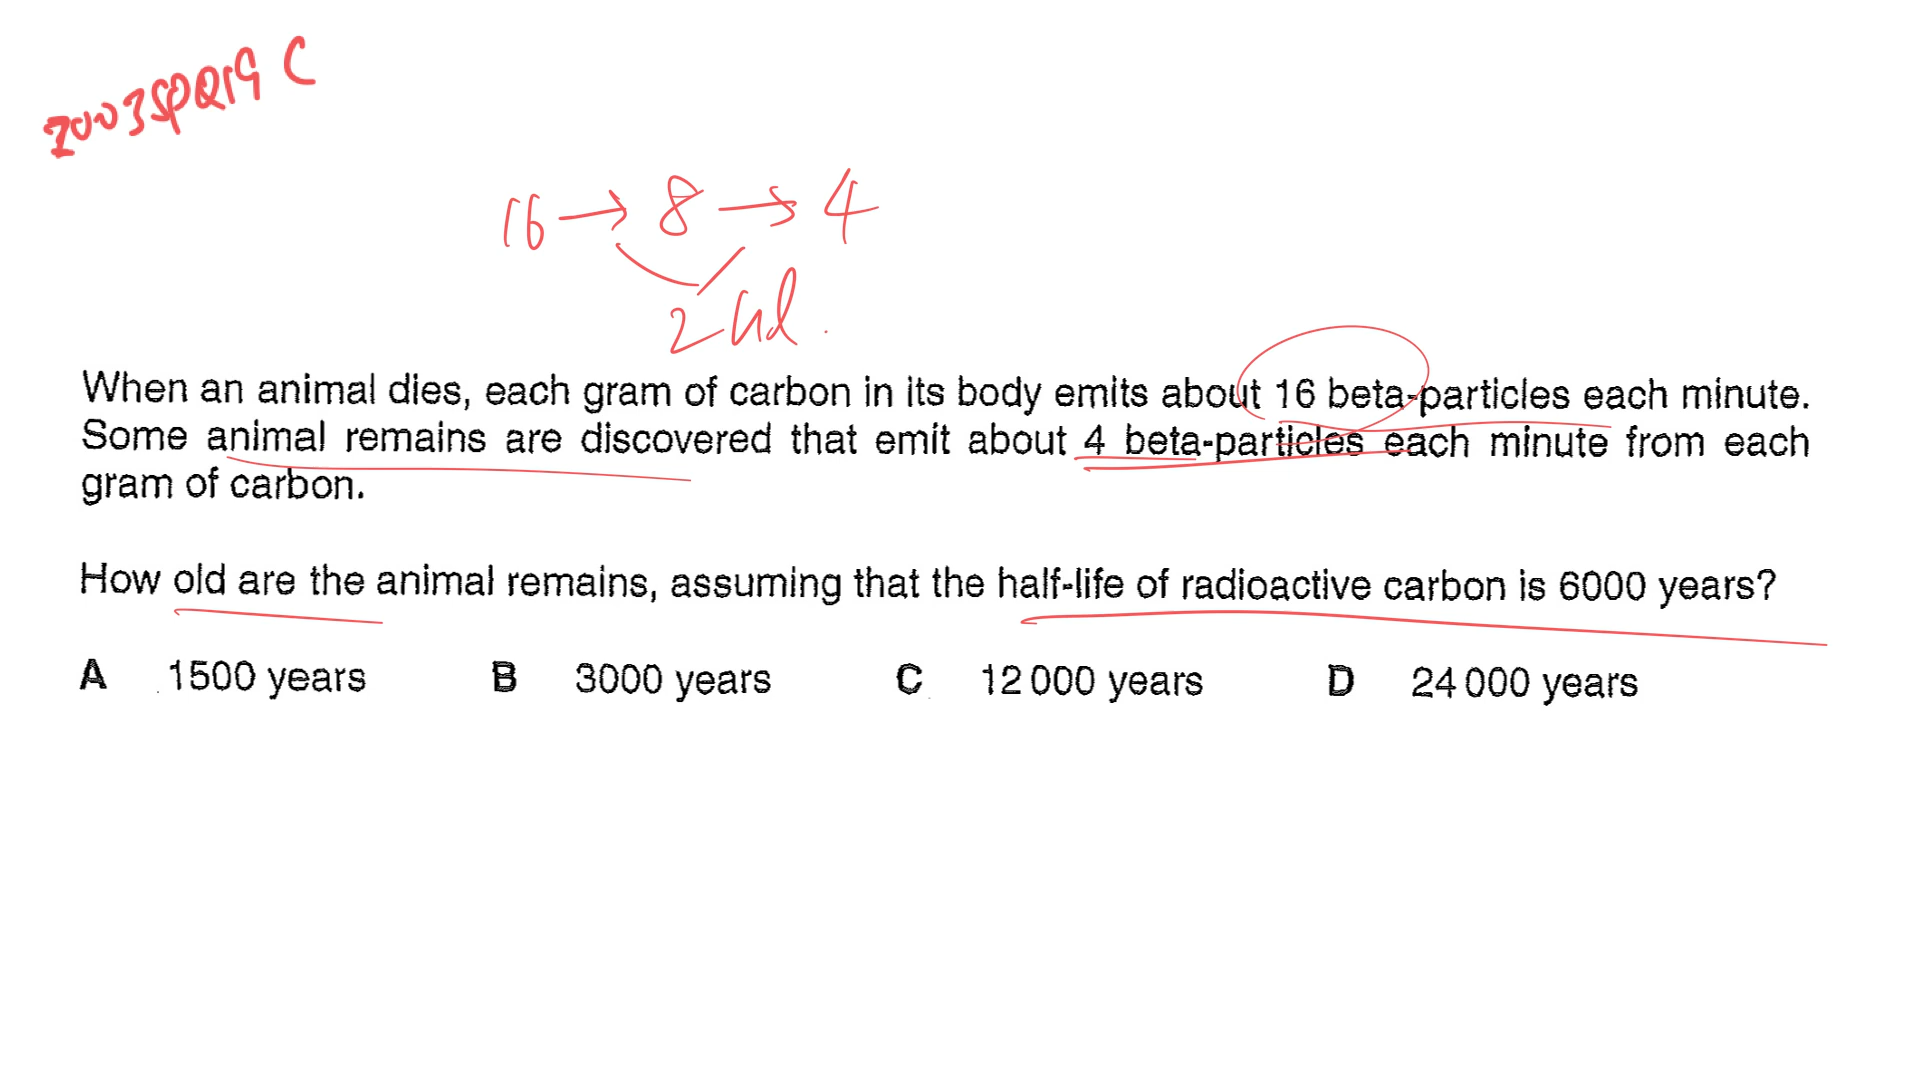 2003SPQ19 C
16 → 8 → 4
2
When an animal dies, each gram of carbon in its body emits about 16 beta-particles each minute.
Some animal remains are discovered that emit about 4 beta-particles each minute from each
gram of carbon.
How old are the animal remains, assuming that the half-life of radioactive carbon is 6000 years?
A 1500 years B 3000 years C 12 000 years D 24 000 years